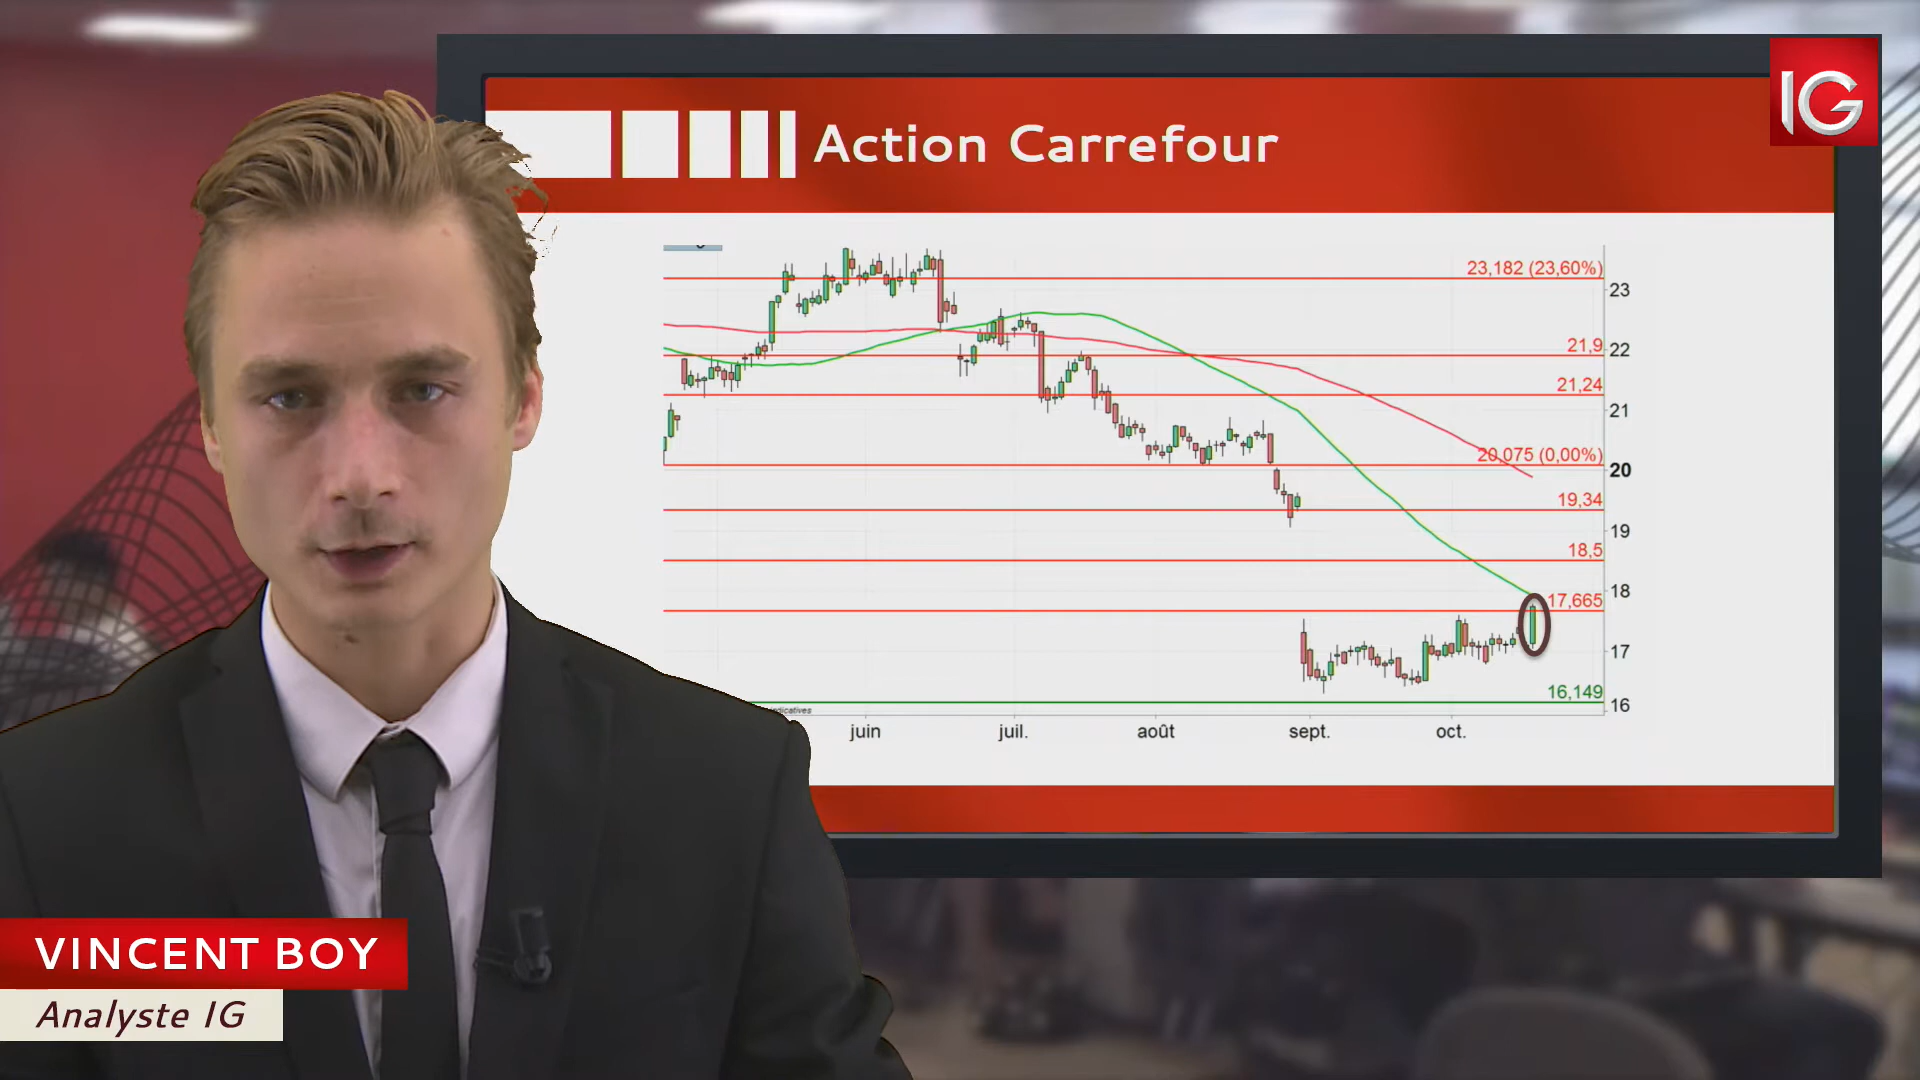 IG
Action Carrefour
23,182 (23,60%)
23
21,9
22
21,24
21
20,075 (0,00%)
20
19,34
19
18,5
18
17,665
17
16,149
16
juin
juil.
août
sept.
oct.
VINCENT BOY
Analyste IG